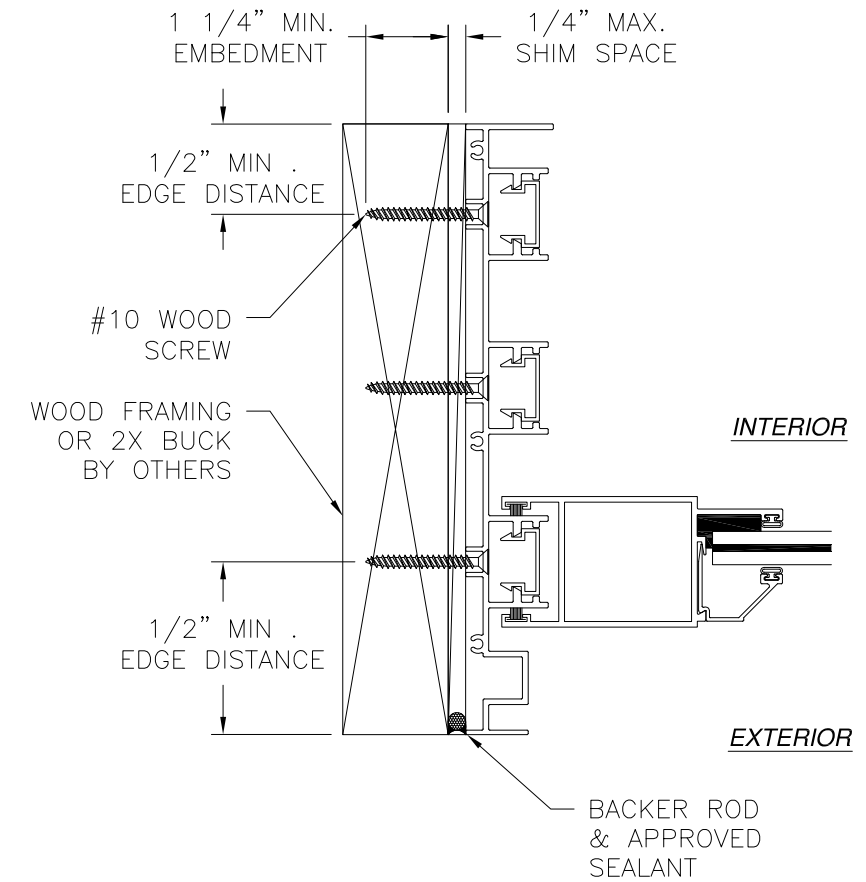 1 1/4" MIN.
EMBEDMENT
1/4" MAX.
SHIM SPACE
1/2" MIN .
EDGE DISTANCE
#10 WOOD
SCREW
WOOD FRAMING
OR 2X BUCK
BY OTHERS
INTERIOR
1/2" MIN .
EDGE DISTANCE
EXTERIOR
BACKER ROD
& APPROVED
SEALANT